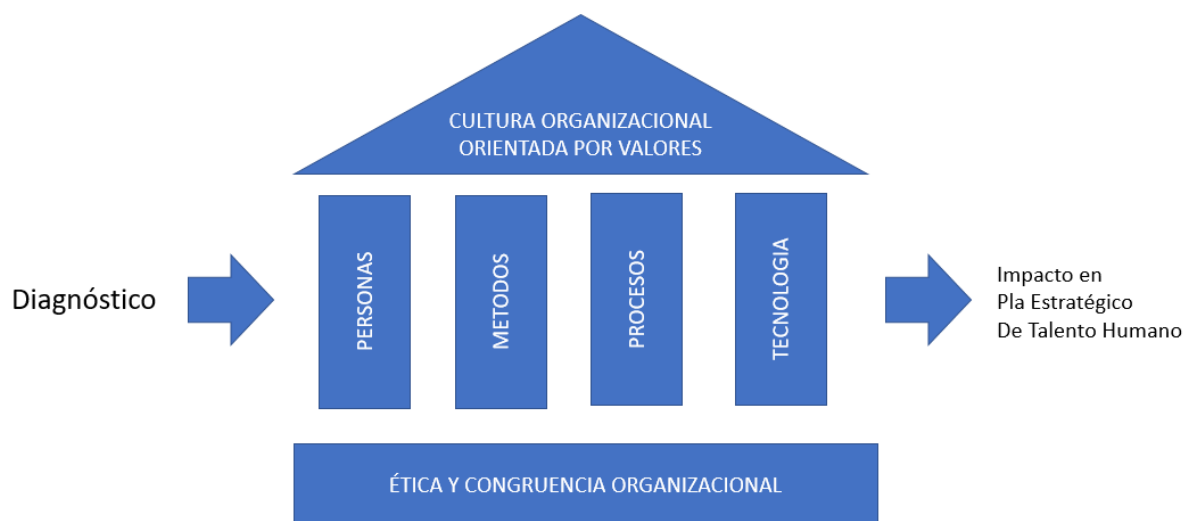 CULTURA ORGANIZACIONAL
ORIENTADA POR VALORES
Diagnóstico
PERSONAS
METODOS
PROCESOS
TECNOLOGIA
Impacto en
Pla Estratégico
De Talento Humano
ÉTICA Y CONGRUENCIA ORGANIZACIONAL